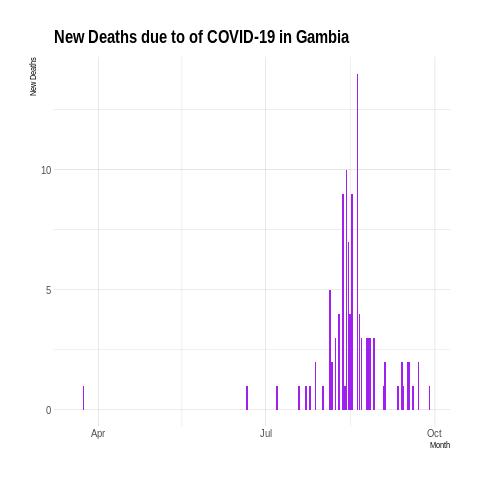 New Deaths due to of COVID-19 in Gambia
New Deaths
10
5
0
Apr
Jul
Oct
Month